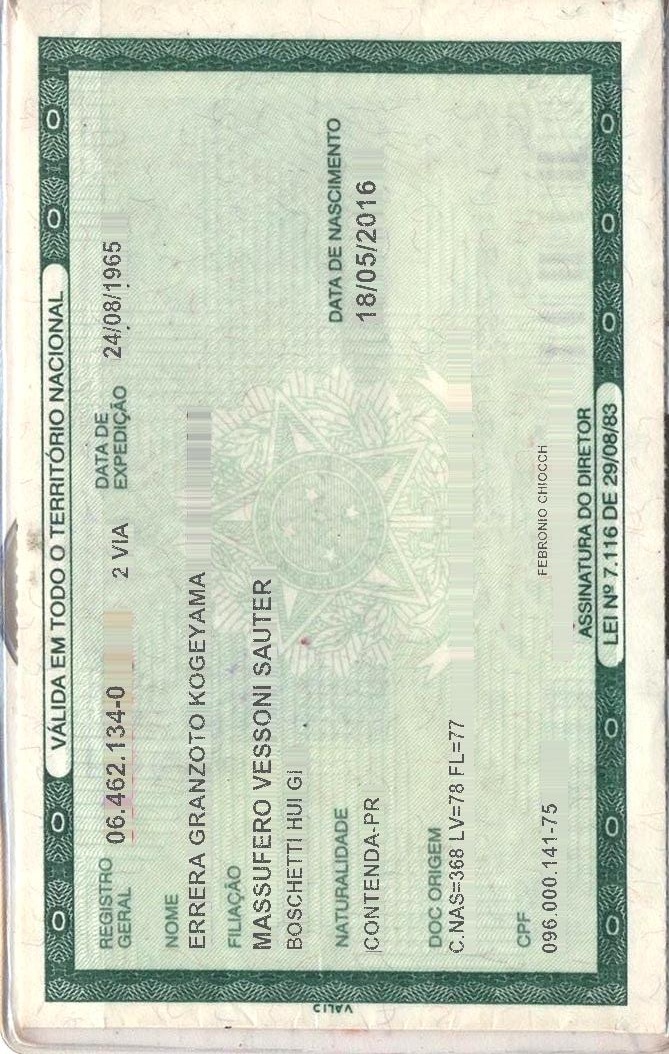 VÁLIDA EM TODO O TERRITÓRIO NACIONAL
REGISTRO GERAL 06.462.134-0 2 VIA DATA DE EXPEDIÇÃO 24/08/1965
NOME
ERRERA GRANZOTO KOGEYAMA
FILIAÇÃO
MASSUFERO VESSONI SAUTER
BOSCHETTI HUI GI
NATURALIDADE DATA DE NASCIMENTO
CONTENDA-PR 18/05/2016
DOC ORIGEM
C.NAS=368 LV=78 FL=77
CPF
096.000.141-75 FEBRONIO CHIOCCH
ASSINATURA DO DIRETOR
LEI Nº 7.116 DE 29/08/83